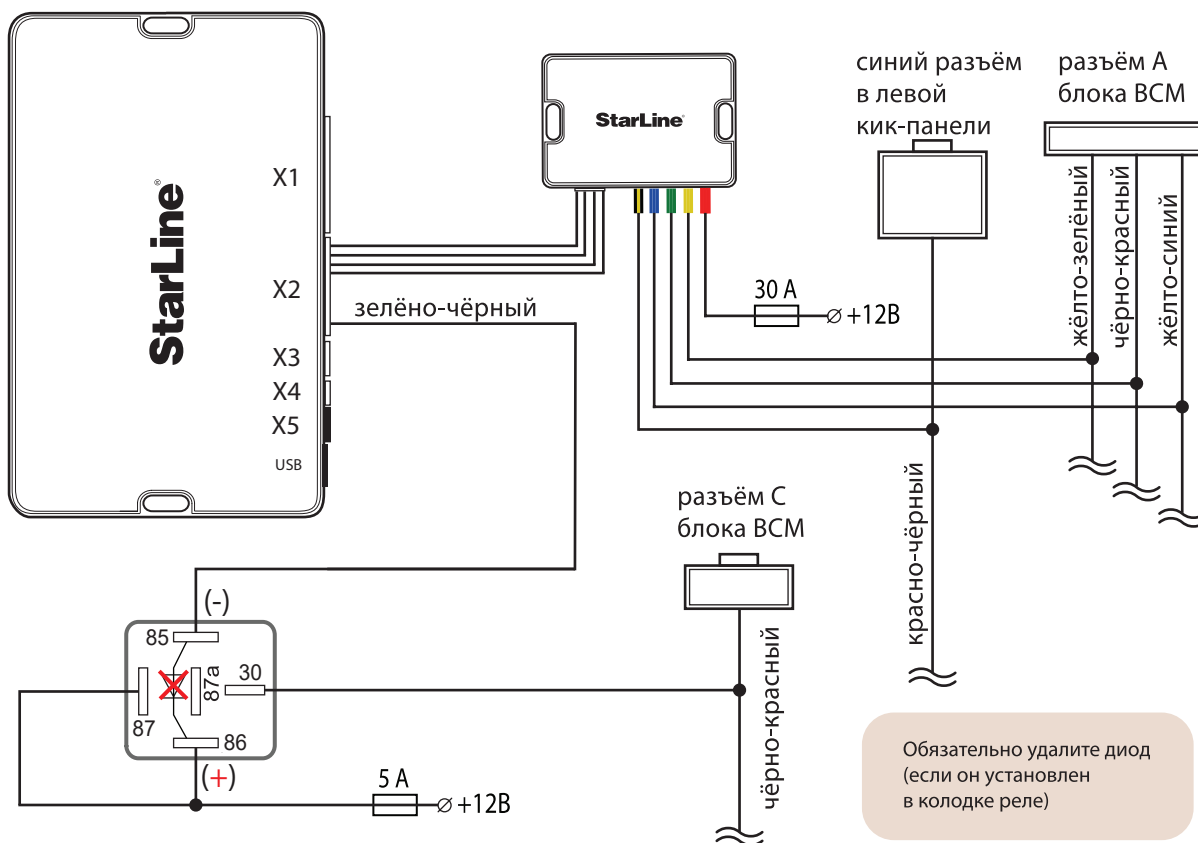 StarLine®
X1
X2
X3
X4
X5
USB
зелёно-чёрный
StarLine®
30 А
+12В
синий разъём
в левой
кик-панели
красно-чёрный
разъём А
блока BCM
жёлто-зелёный
чёрно-красный
жёлто-синий
разъём С
блока BCM
чёрно-красный
(-)
85
87a
30
87
86
(+)
5 А
+12В
Обязательно удалите диод
(если он установлен
в колодке реле)